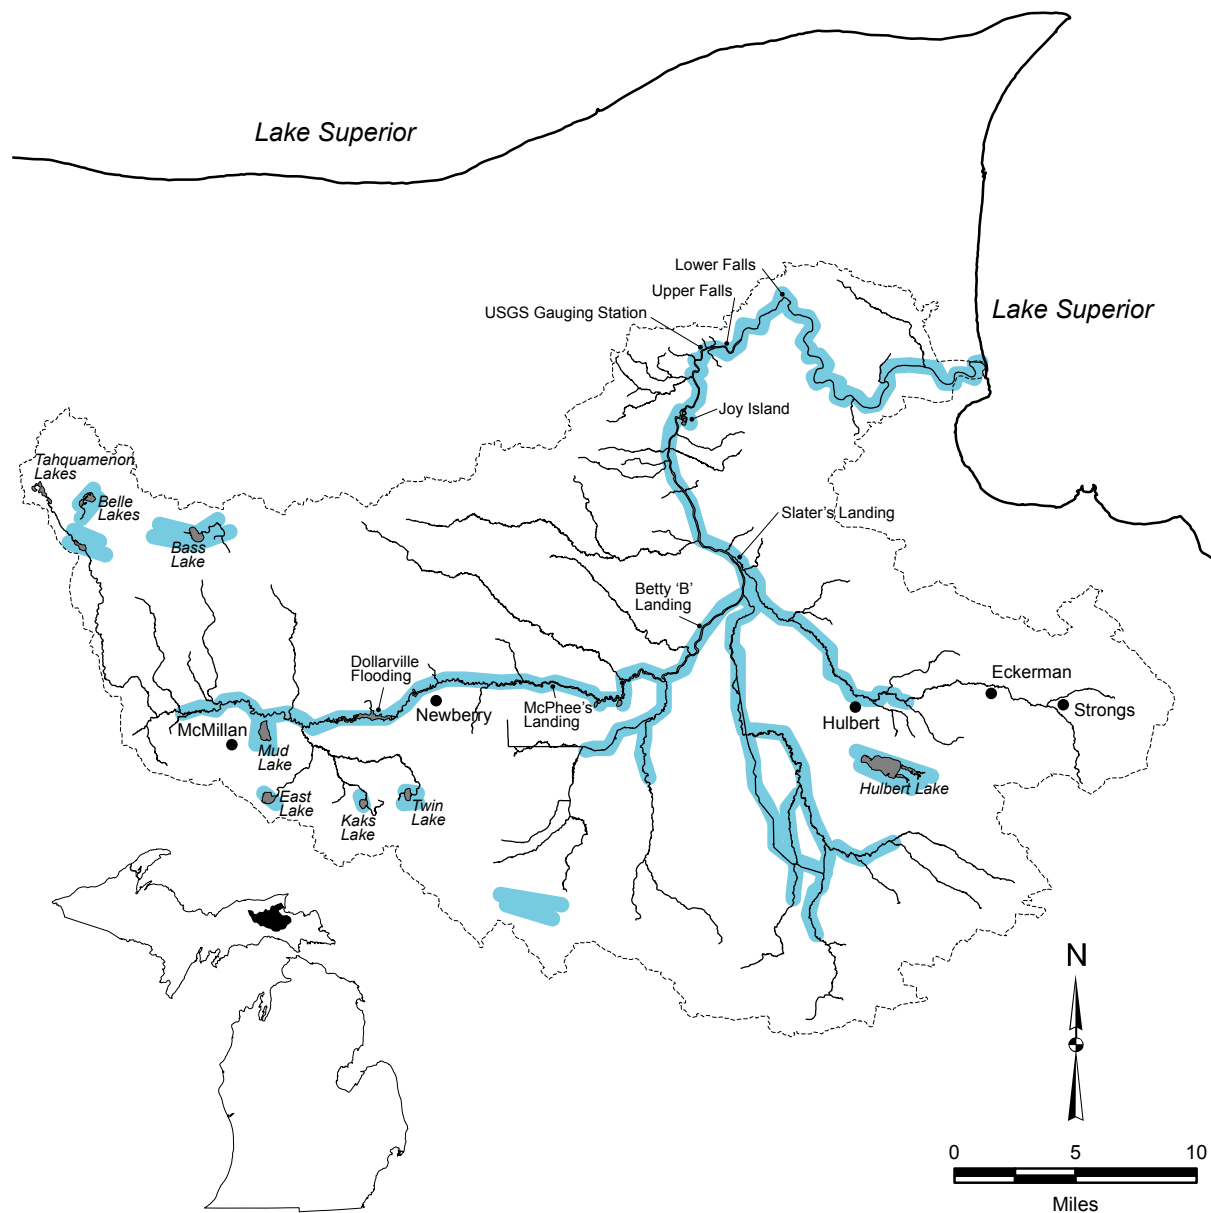 Lake Superior
Lower Falls
Upper Falls
USGS Gauging Station
Lake Superior
Joy Island
Tahquamenon
Lakes
Belle
Lakes
Bass
Lake
Slater's Landing
Betty 'B'
Landing
Dollarville
Flooding
McPhee's
Landing
Newberry
McMillan
Mud
Lake
East
Lake
Kaks
Lake
Twin
Lake
Eckerman
Strongs
Hulbert
Hulbert Lake
N
0 5 10
Miles